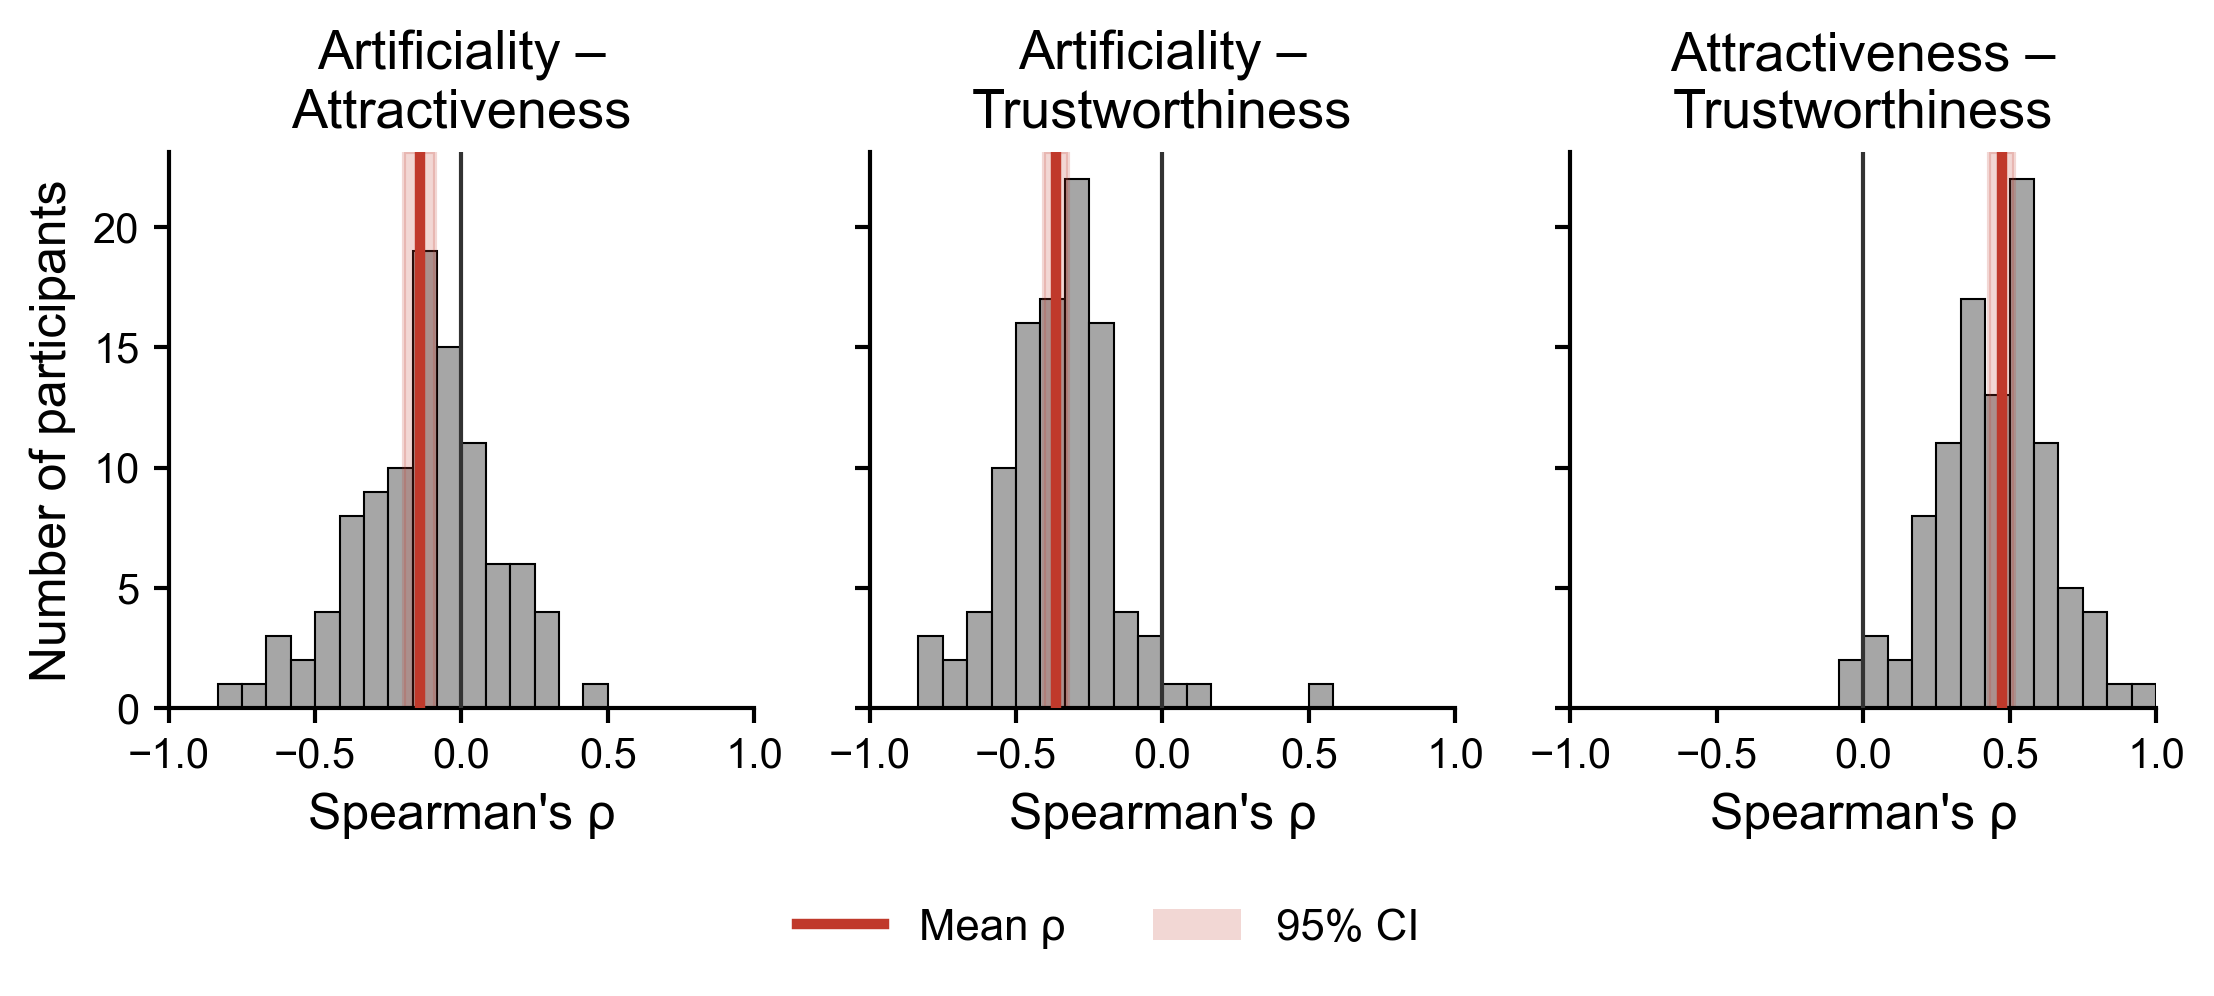 Artificiality –
Attractiveness
Artificiality –
Trustworthiness
Attractiveness –
Trustworthiness
Number of participants
20
15
10
5
0
−1.0 −0.5 0.0 0.5 1.0
−1.0 −0.5 0.0 0.5 1.0
−1.0 −0.5 0.0 0.5 1.0
Spearman's ρ
Spearman's ρ
Spearman's ρ
Mean ρ
95% CI